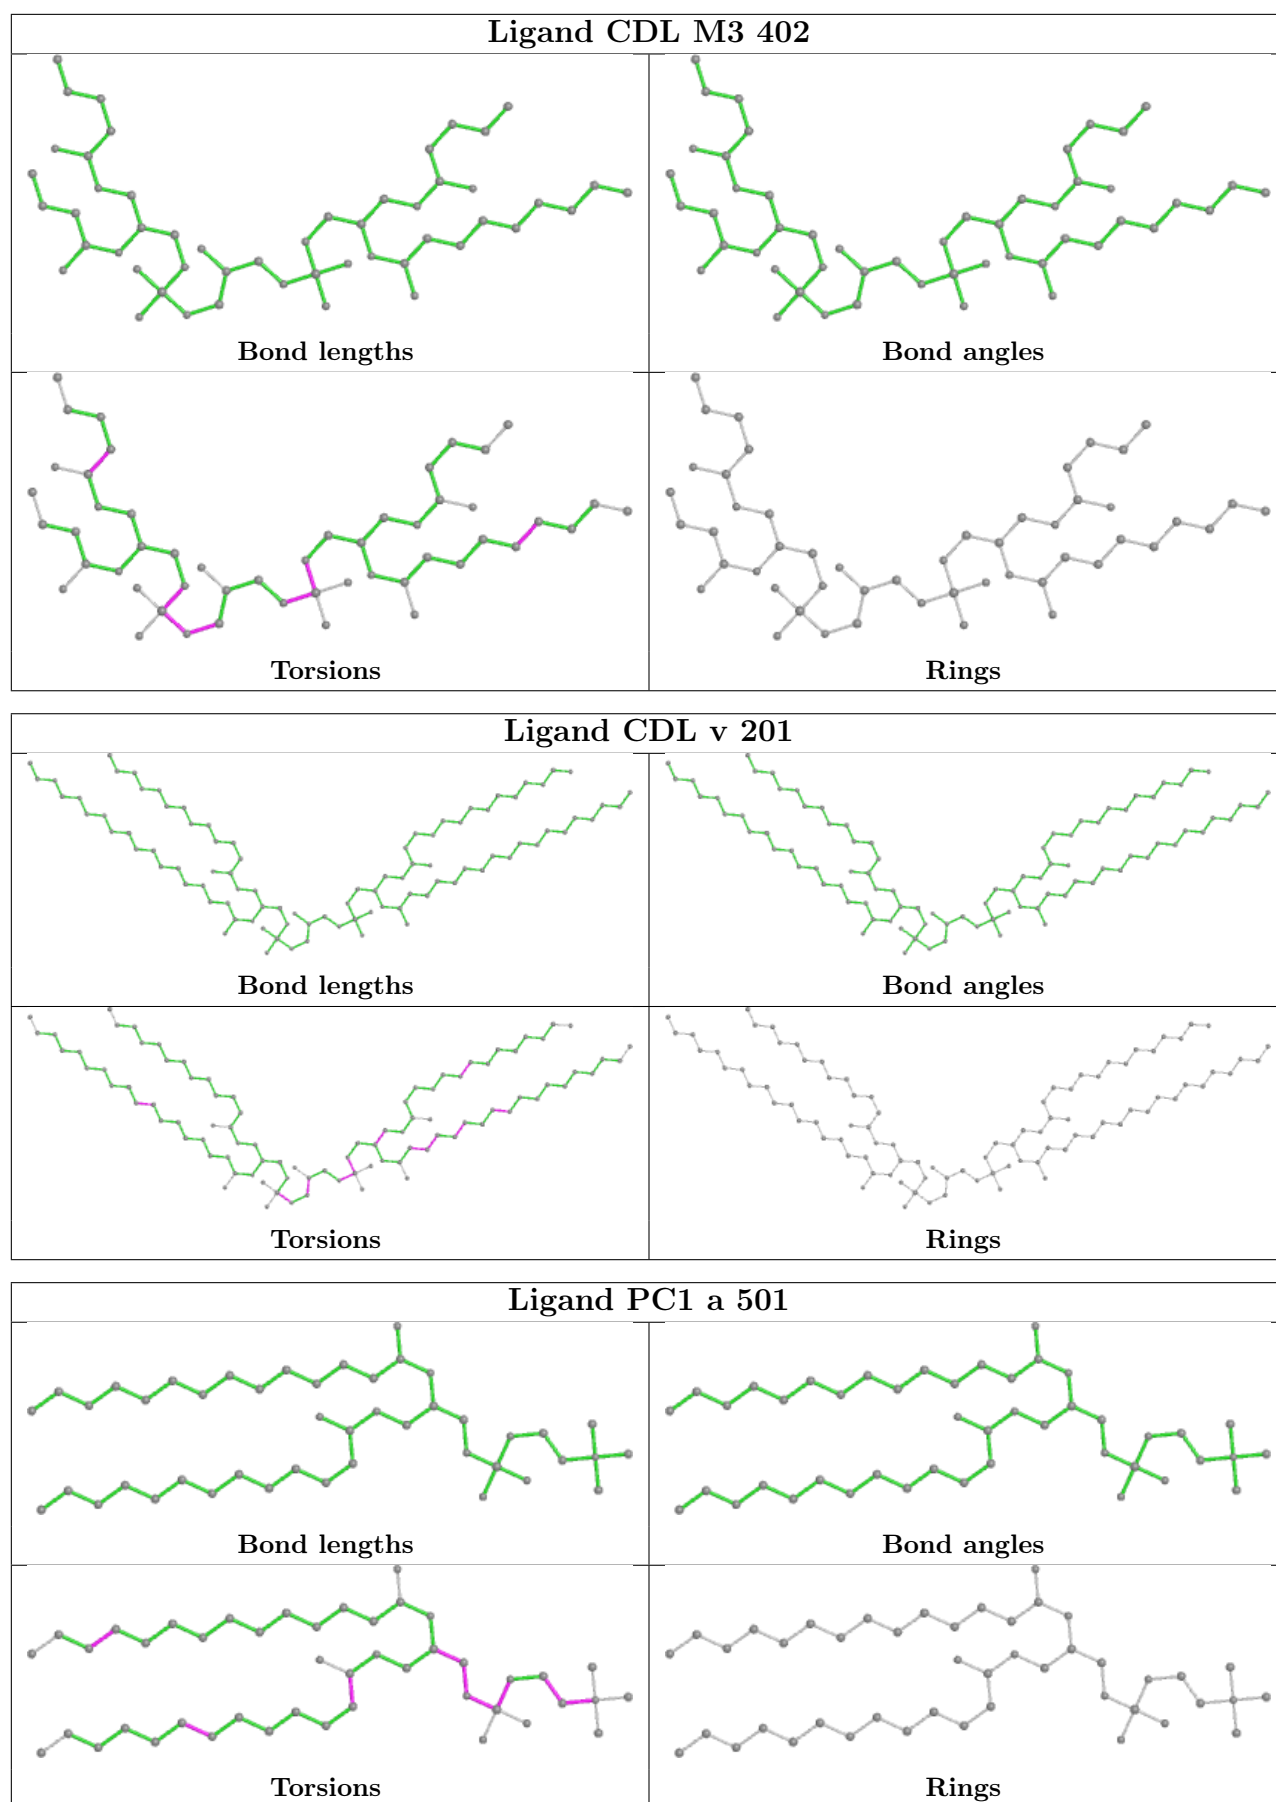 Ligand CDL M3 402
Bond lengths
Bond angles
Torsions
Rings
Ligand CDL v 201
Bond lengths
Bond angles
Torsions
Rings
Ligand PC1 a 501
Bond lengths
Bond angles
Torsions
Rings